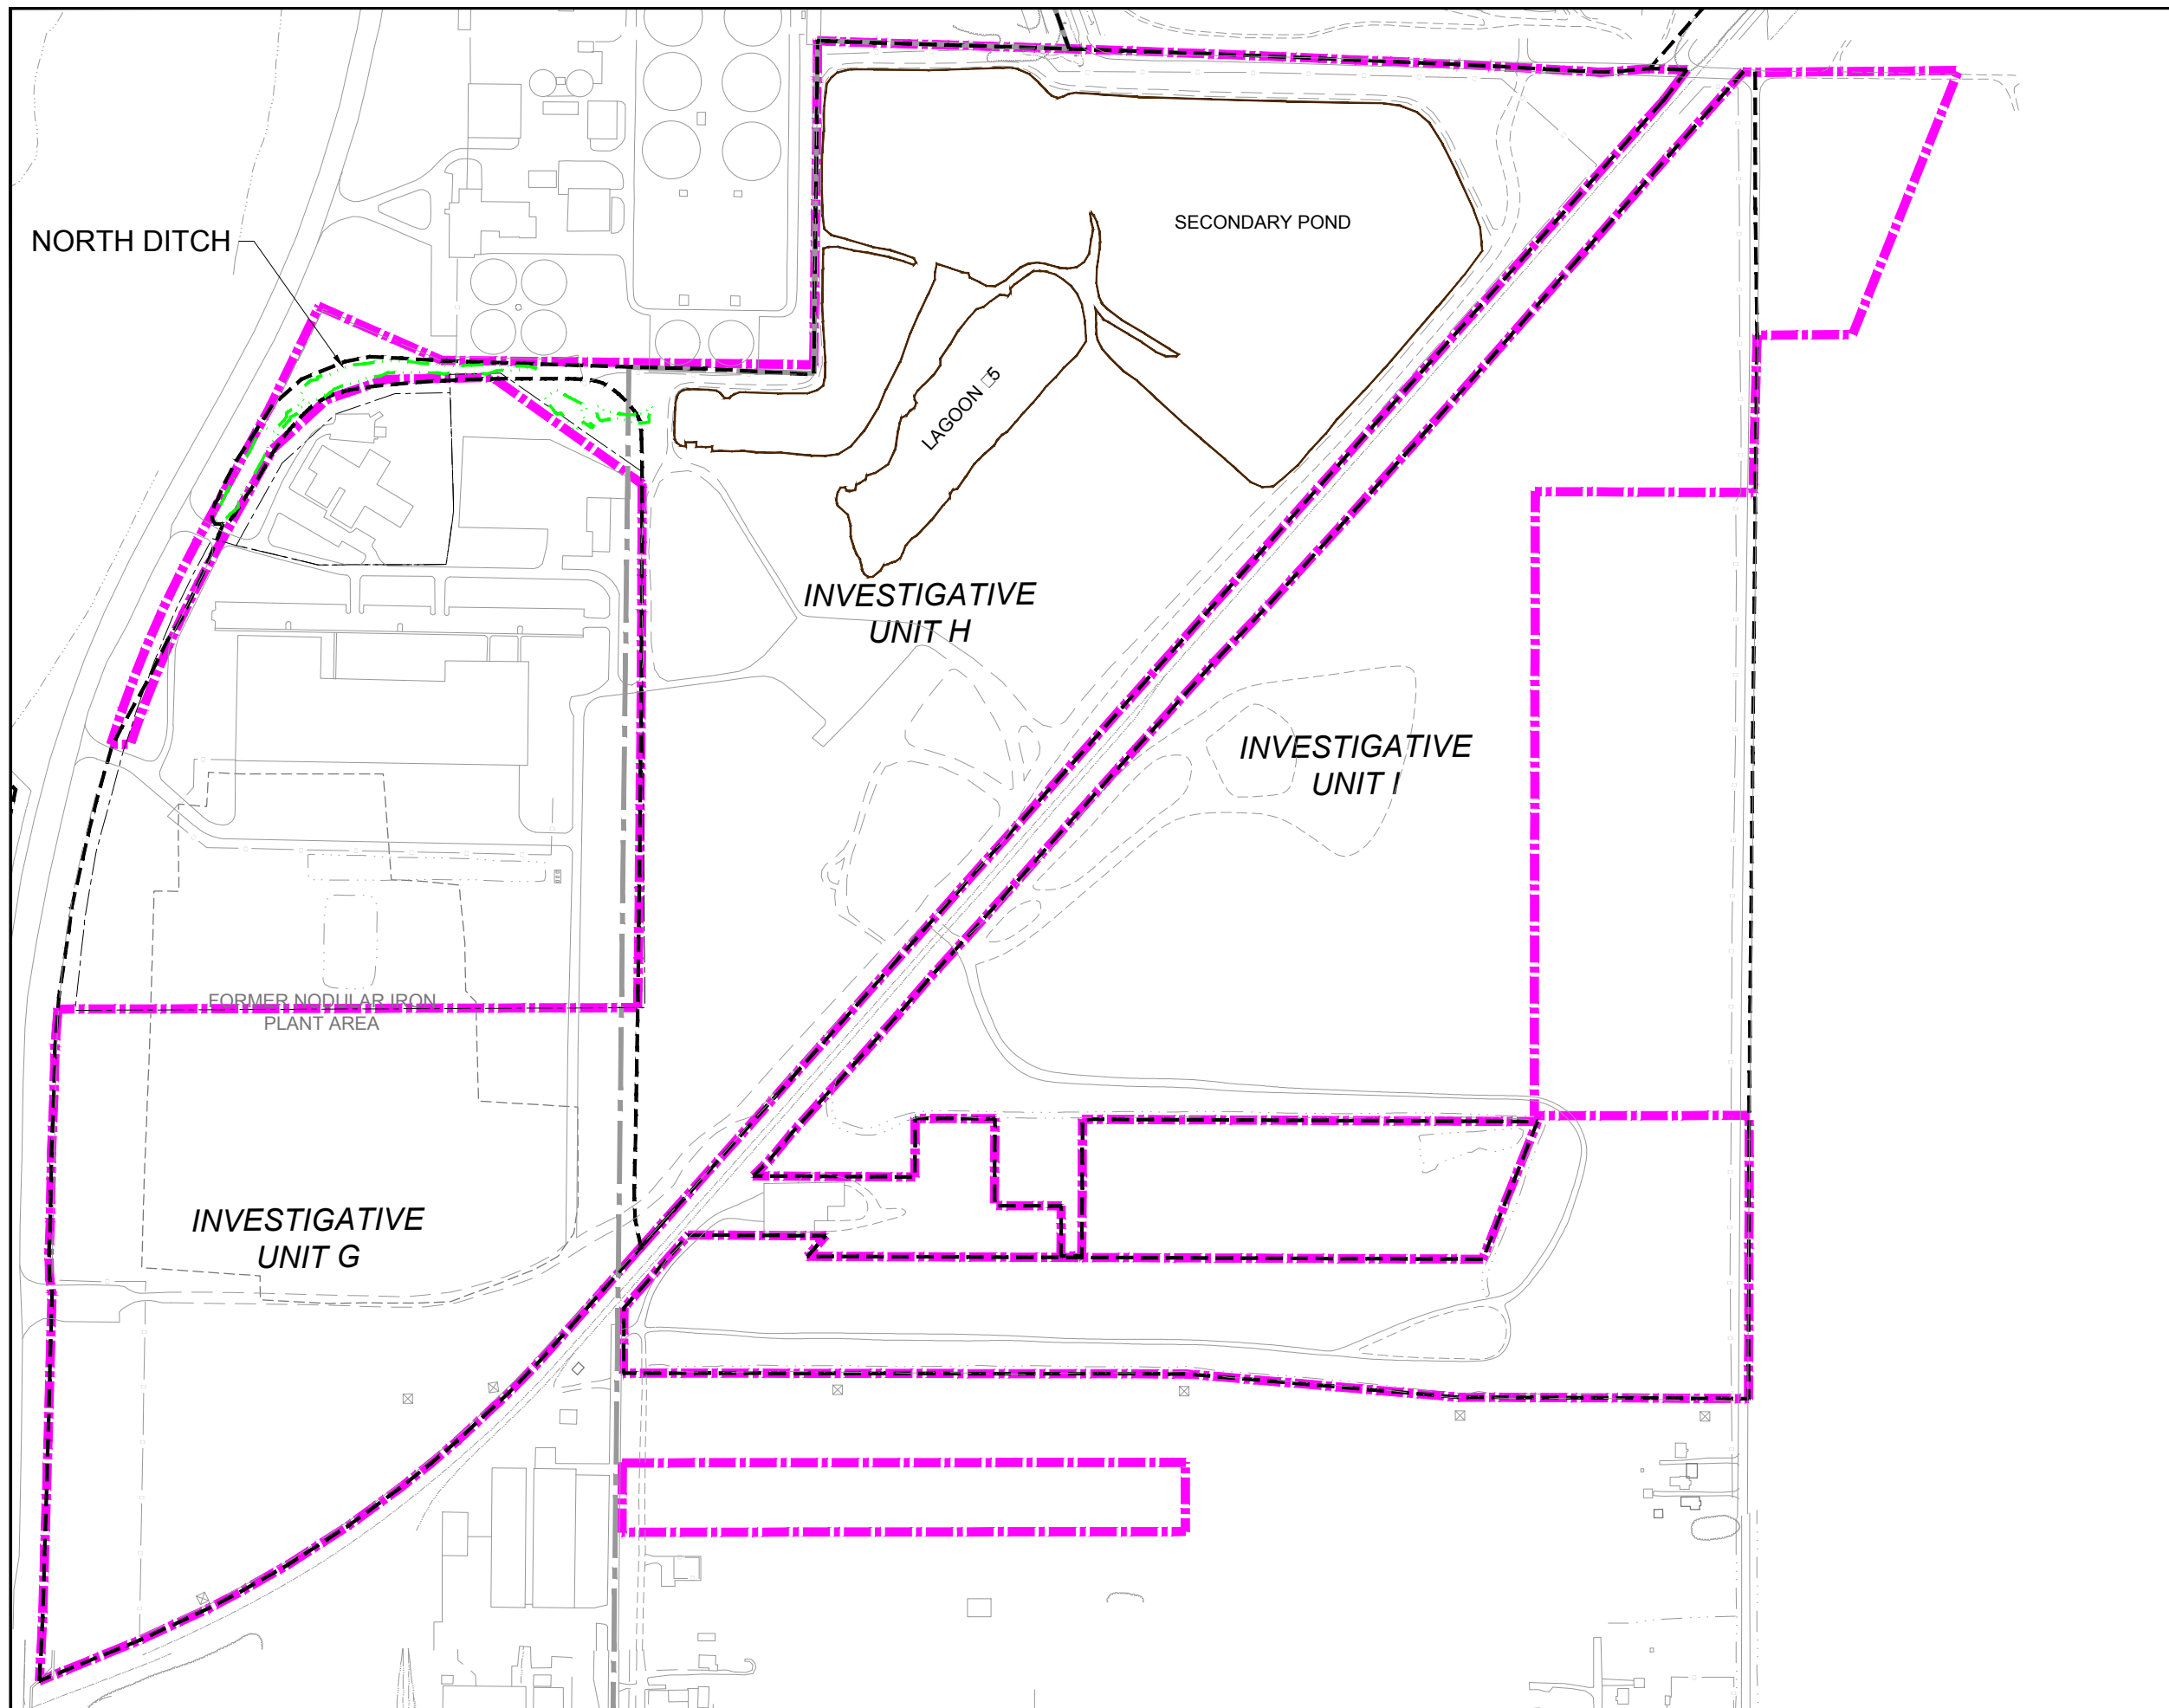 SECONDARY POND
NORTH DITCH
LAGOON □5
INVESTIGATIVE
UNIT H
INVESTIGATIVE
UNIT I
FORMER NODULAR IRON
PLANT AREA
INVESTIGATIVE
UNIT G